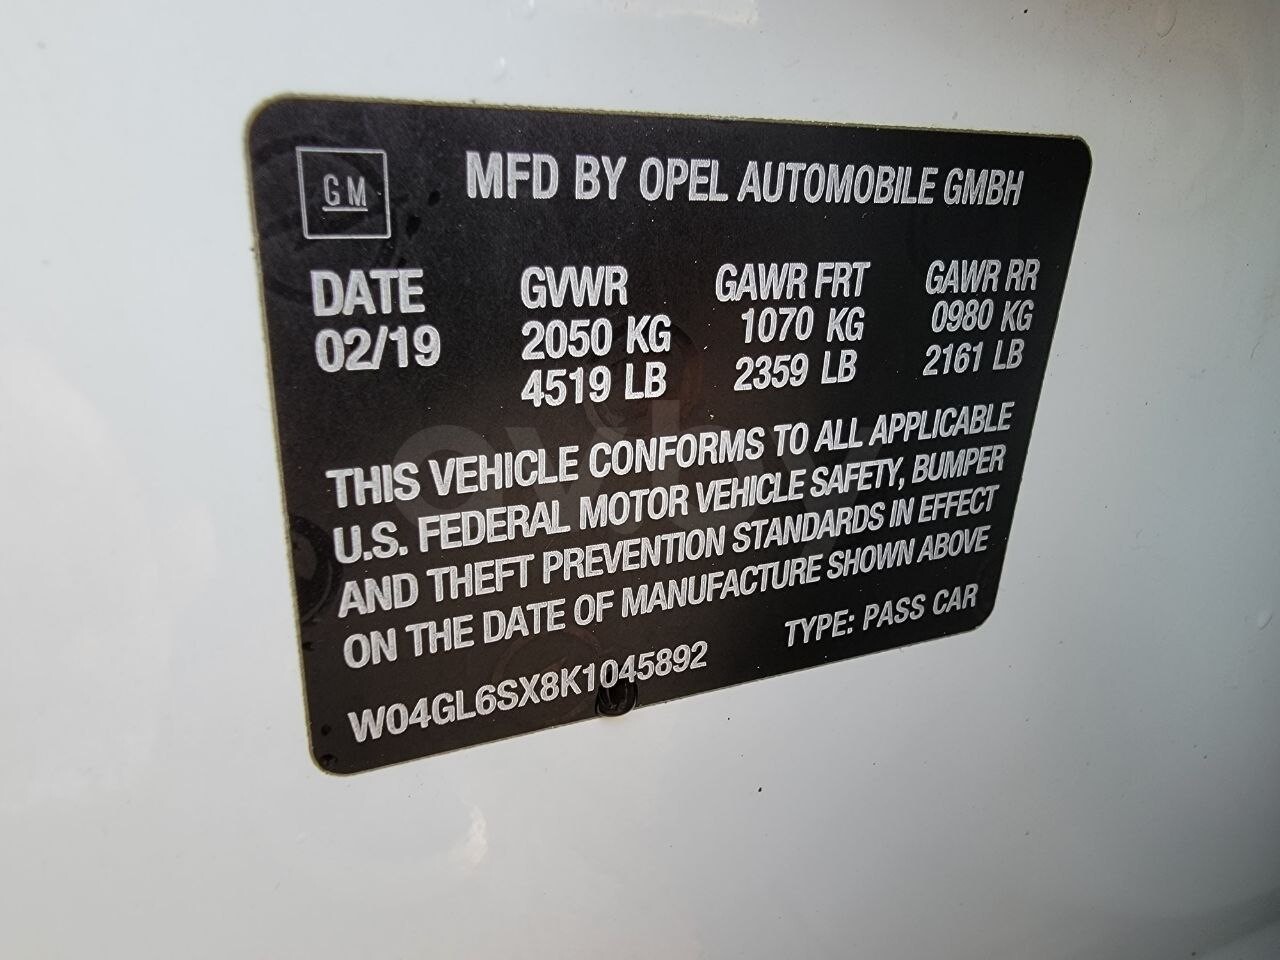 GM
MFD BY OPEL AUTOMOBILE GMBH
DATE GVWR GAWR FRT GAWR RR
02/19 2050 KG 1070 KG 0980 KG
4519 LB 2359 LB 2161 LB
THIS VEHICLE CONFORMS TO ALL APPLICABLE
U.S. FEDERAL MOTOR VEHICLE SAFETY, BUMPER
AND THEFT PREVENTION STANDARDS IN EFFECT
ON THE DATE OF MANUFACTURE SHOWN ABOVE
W04GL6SX8K1045892 TYPE: PASS CAR
av.by